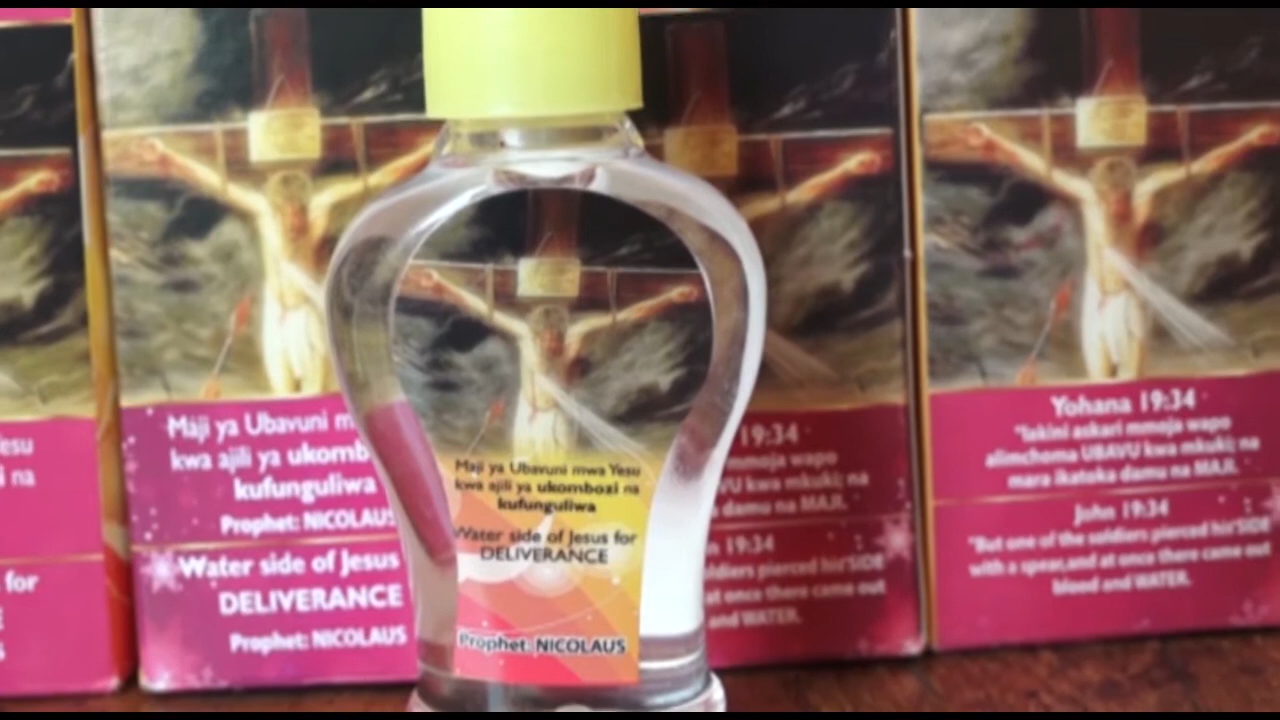 esu
na
for
Maji ya Ubavuni m
kwa ajili ya ukomb
kufunguliwa
Prophet: NICOLAUS
Water side of Jesus
DELIVERANCE
Prophet: NICOLAUS
Maji ya Ubavuni mwa Yesu
kwa ajili ya ukombozi na
kufunguliwa
Water side of Jesus for
DELIVERANCE
Prophet: NICOLAUS
19:34
mmoja wapo
VU kwa mkuki; na
damu na MAJI.
19:34
ldiers pierced his SIDE
at once there came out
and WATER.
Yohana 19:34
"lakini askari mmoja wapo
alimchoma UBAVU kwa mkuki; na
mara ikatoka damu na MAJI.
John 19:34
"But one of the soldiers pierced his SIDE
with a spear,and at once there came out
blood and WATER.